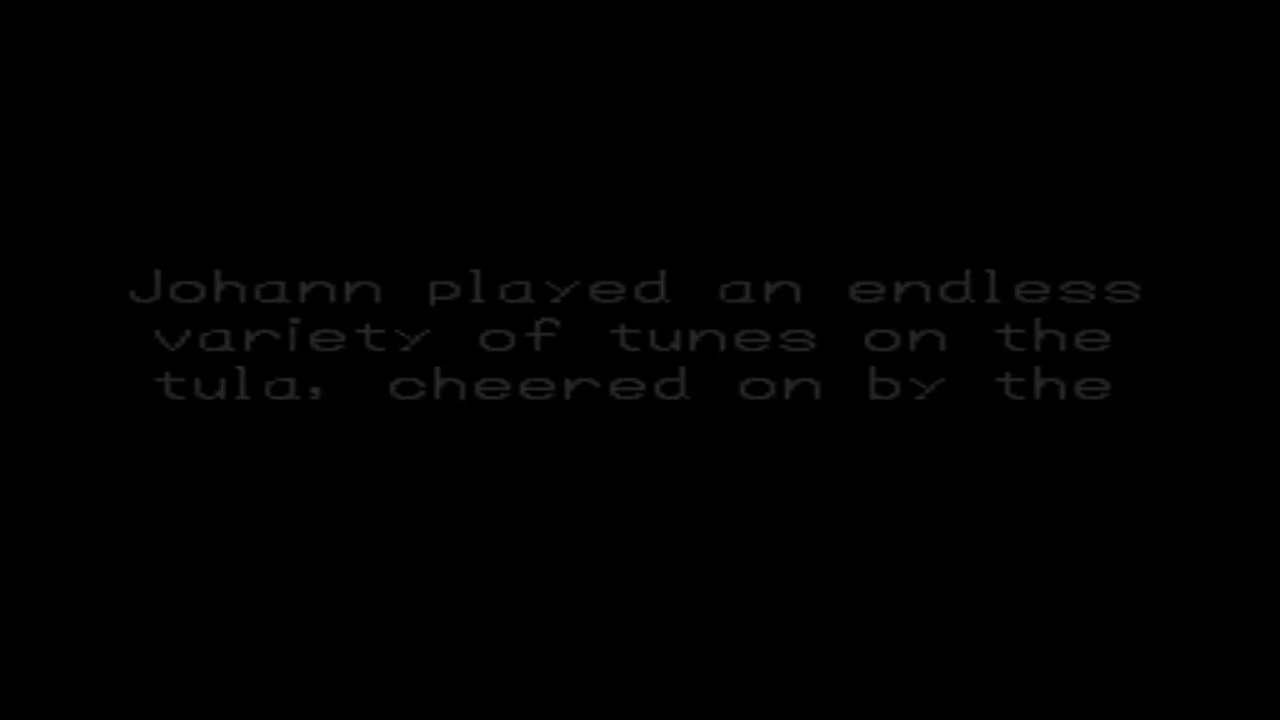 Johann played an endless
variety of tunes on the
tula, cheered on by the